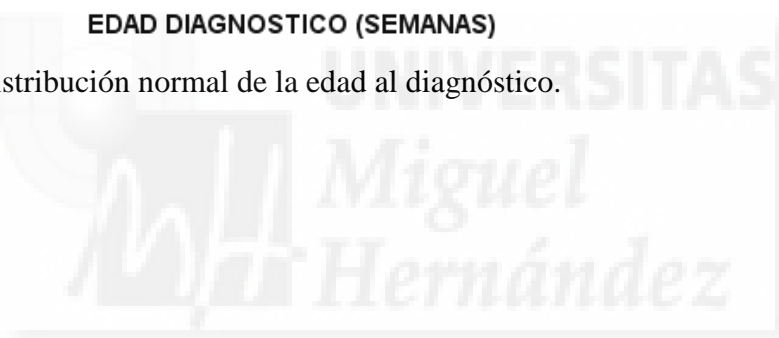 EDAD DIAGNOSTICO (SEMANAS)
stribución normal de la edad al diagnóstico.
UNIVERSITAS
Miguel
Hernández